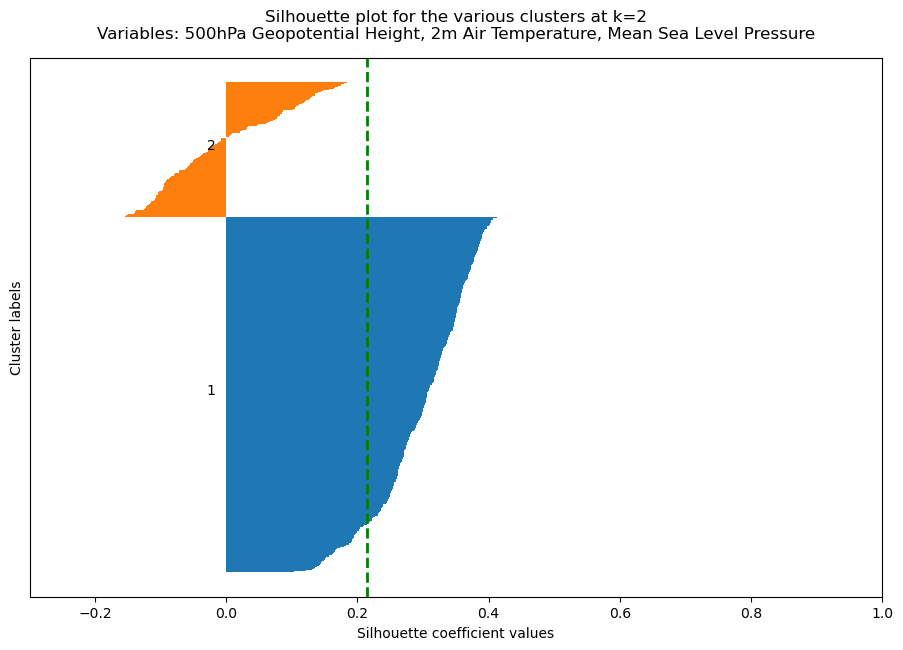 Silhouette plot for the various clusters at k=2
Variables: 500hPa Geopotential Height, 2m Air Temperature, Mean Sea Level Pressure
2
1
Cluster labels
−0.2 0.0 0.2 0.4 0.6 0.8 1.0
Silhouette coefficient values